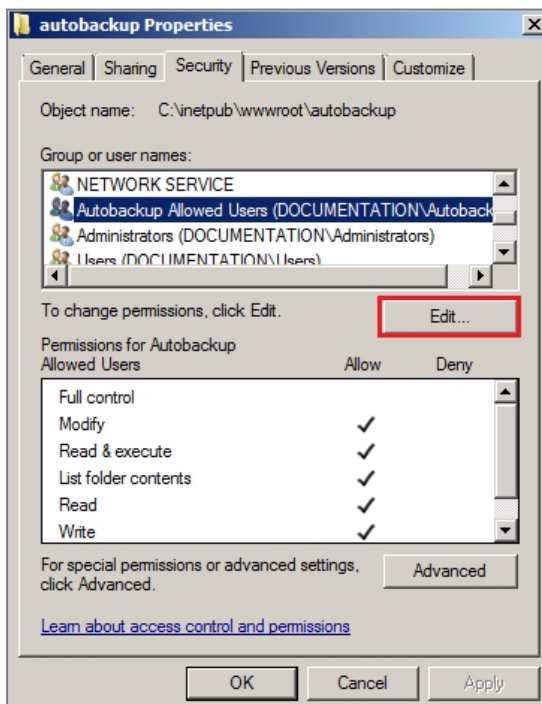 autobackup Properties
General Sharing Security Previous Versions Customize
Object name: C:\inetpub\wwwroot\autobackup
Group or user names:
NETWORK SERVICE
Autobackup Allowed Users (DOCUMENTATION\Autoback
Administrators (DOCUMENTATION\Administrators)
Users (DOCUMENTATION\Users)
To change permissions, click Edit.
Edit...
Permissions for Autobackup
Allowed Users Allow Deny
Full control
Modify
Read & execute
List folder contents
Read
Write
For special permissions or advanced settings,
click Advanced.
Advanced
Learn about access control and permissions
OK Cancel Apply